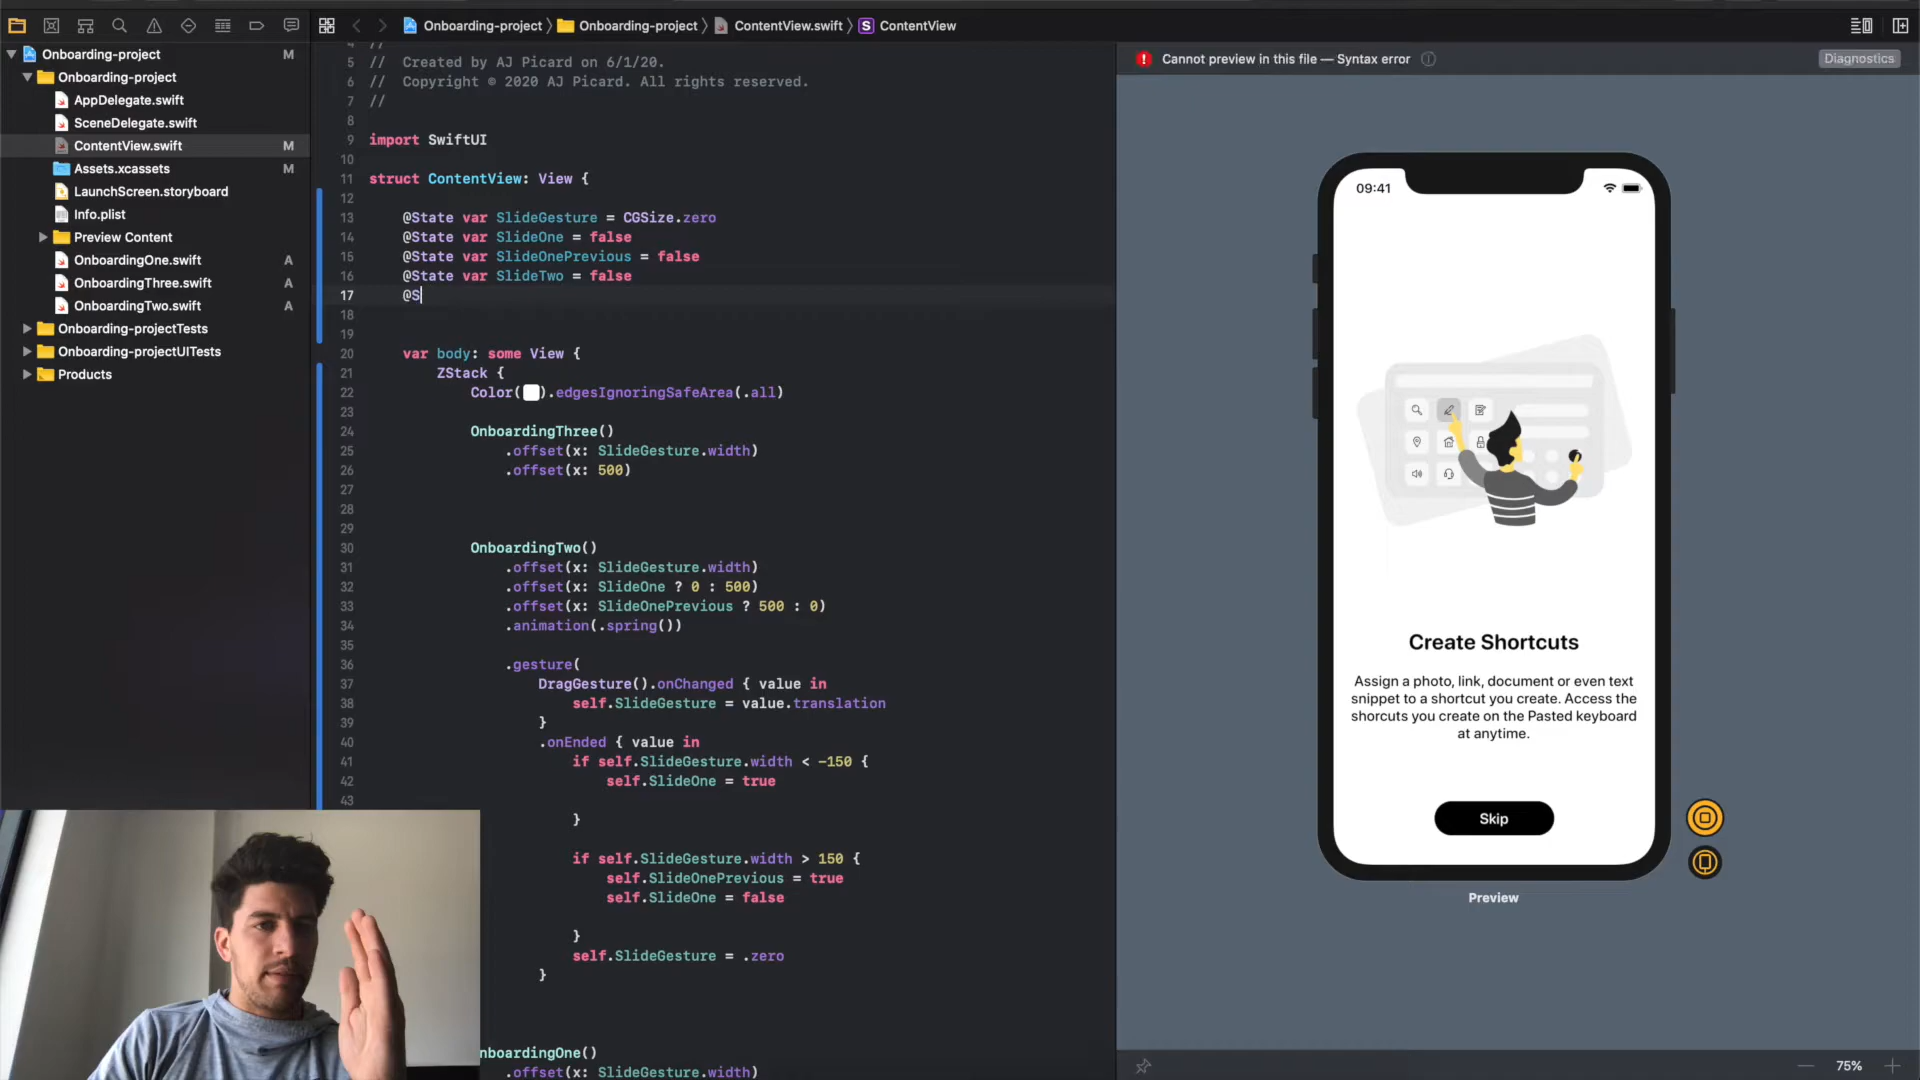 Onboarding-project
Onboarding-project
ContentView.swift
ContentView
Onboarding-project M
Onboarding-project
AppDelegate.swift
SceneDelegate.swift
ContentView.swift M
Assets.xcassets M
LaunchScreen.storyboard
Info.plist
Preview Content
OnboardingOne.swift A
OnboardingThree.swift A
OnboardingTwo.swift A
Onboarding-projectTests
Onboarding-projectUITests
Products
4 //
5 // Created by AJ Picard on 6/1/20.
6 // Copyright © 2020 AJ Picard. All rights reserved.
7 //
8
9 import SwiftUI
10
11 struct ContentView: View {
12
13 @State var SlideGesture = CGSize.zero
14 @State var SlideOne = false
15 @State var SlideOnePrevious = false
16 @State var SlideTwo = false
17 @S
18
19
20 var body: some View {
21 ZStack {
22 Color( ).edgesIgnoringSafeArea(.all)
23
24 OnboardingThree()
25 .offset(x: SlideGesture.width)
26 .offset(x: 500)
27
28
29
30 OnboardingTwo()
31 .offset(x: SlideGesture.width)
32 .offset(x: SlideOne ? 0 : 500)
33 .offset(x: SlideOnePrevious ? 500 : 0)
34 .animation(.spring())
35
36 .gesture(
37 DragGesture().onChanged { value in
38 self.SlideGesture = value.translation
39 }
40 .onEnded { value in
41 if self.SlideGesture.width < -150 {
42 self.SlideOne = true
43
}
if self.SlideGesture.width > 150 {
self.SlideOnePrevious = true
self.SlideOne = false
}
self.SlideGesture = .zero
}
nboardingOne()
.offset(x: SlideGesture.width)
Cannot preview in this file — Syntax error
Diagnostics
09:41
Create Shortcuts
Assign a photo, link, document or even text
snippet to a shortcut you create. Access the
shorcuts you create on the Pasted keyboard
at anytime.
Skip
Preview
75%